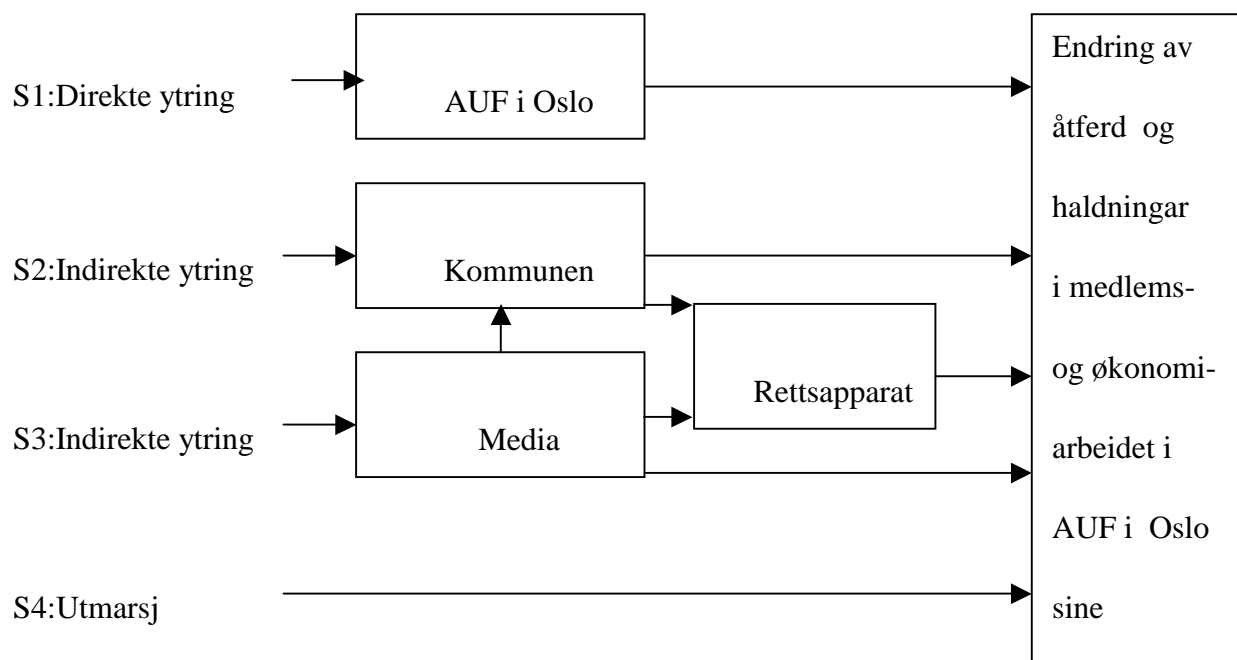 S1:Direkte ytring
AUF i Oslo
S2:Indirekte ytring
Kommunen
Rettsapparat
S3:Indirekte ytring
Media
S4:Utmarsj
Endring av
åtferd og
haldningar
i medlems-
og økonomi-
arbeidet i
AUF i Oslo
sine